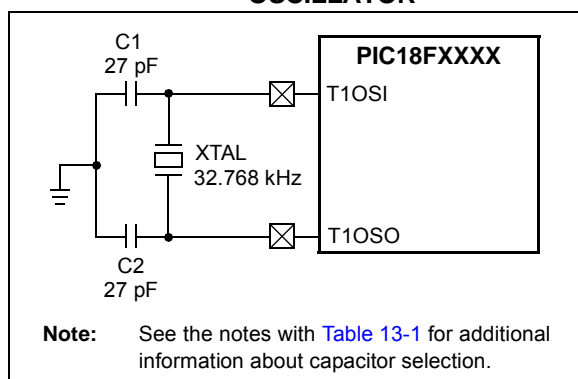 OSCILLATOR
C1
27 pF
PIC18FXXXX
T1OSI
XTAL
32.768 kHz
T1OSO
C2
27 pF
Note: See the notes with Table 13-1 for additional
information about capacitor selection.